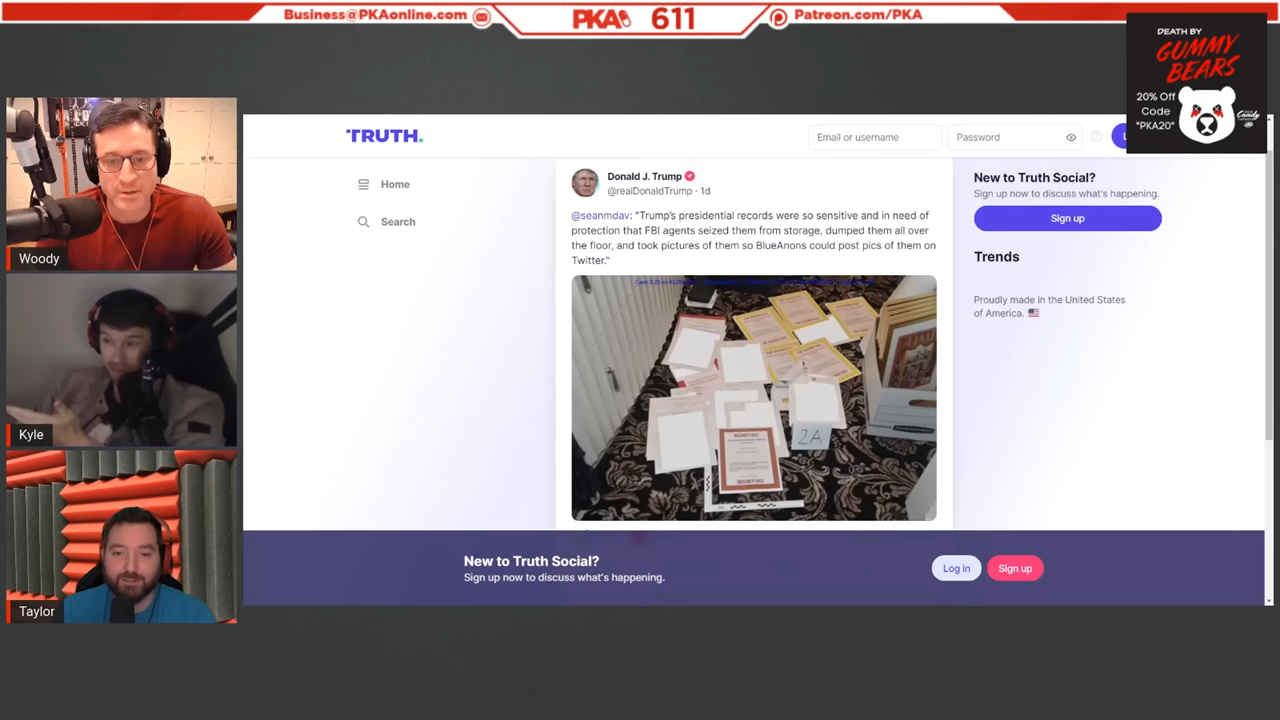 Business@PKAonline.com
PKA 611
Patreon.com/PKA
DEATH BY
GUMMY
BEARS
20% Off
Code
"PKA20"
Candy
Woody
Kyle
Taylor
TRUTH.
Email or username
Password
Home
Search
Donald J. Trump
@realDonaldTrump · 1d
@seanmdav: "Trump's presidential records were so sensitive and in need of
protection that FBI agents seized them from storage, dumped them all over
the floor, and took pictures of them so BlueAnons could post pics of them on
Twitter."
2A
SECRET//SCI
SECRET//SCI
New to Truth Social?
Sign up now to discuss what's happening.
Sign up
Trends
Proudly made in the United States
of America.
New to Truth Social?
Sign up now to discuss what's happening.
Log in
Sign up